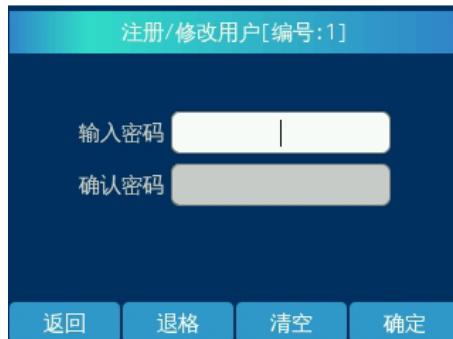 注册/修改用户[编号:1]
输入密码
确认密码
返回 退格 清空 确定